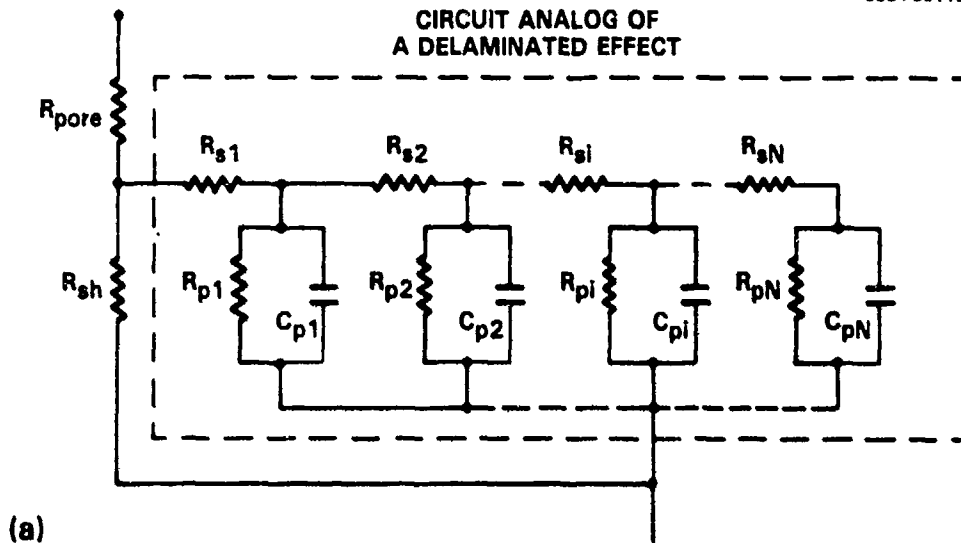 CIRCUIT ANALOG OF
A DELAMINATED EFFECT
Rpore
Rs1
Rs2
Rsi
RsN
Rsh
Rp1
Cp1
Rp2
Cp2
Rpi
Cpi
RpN
CpN
(a)